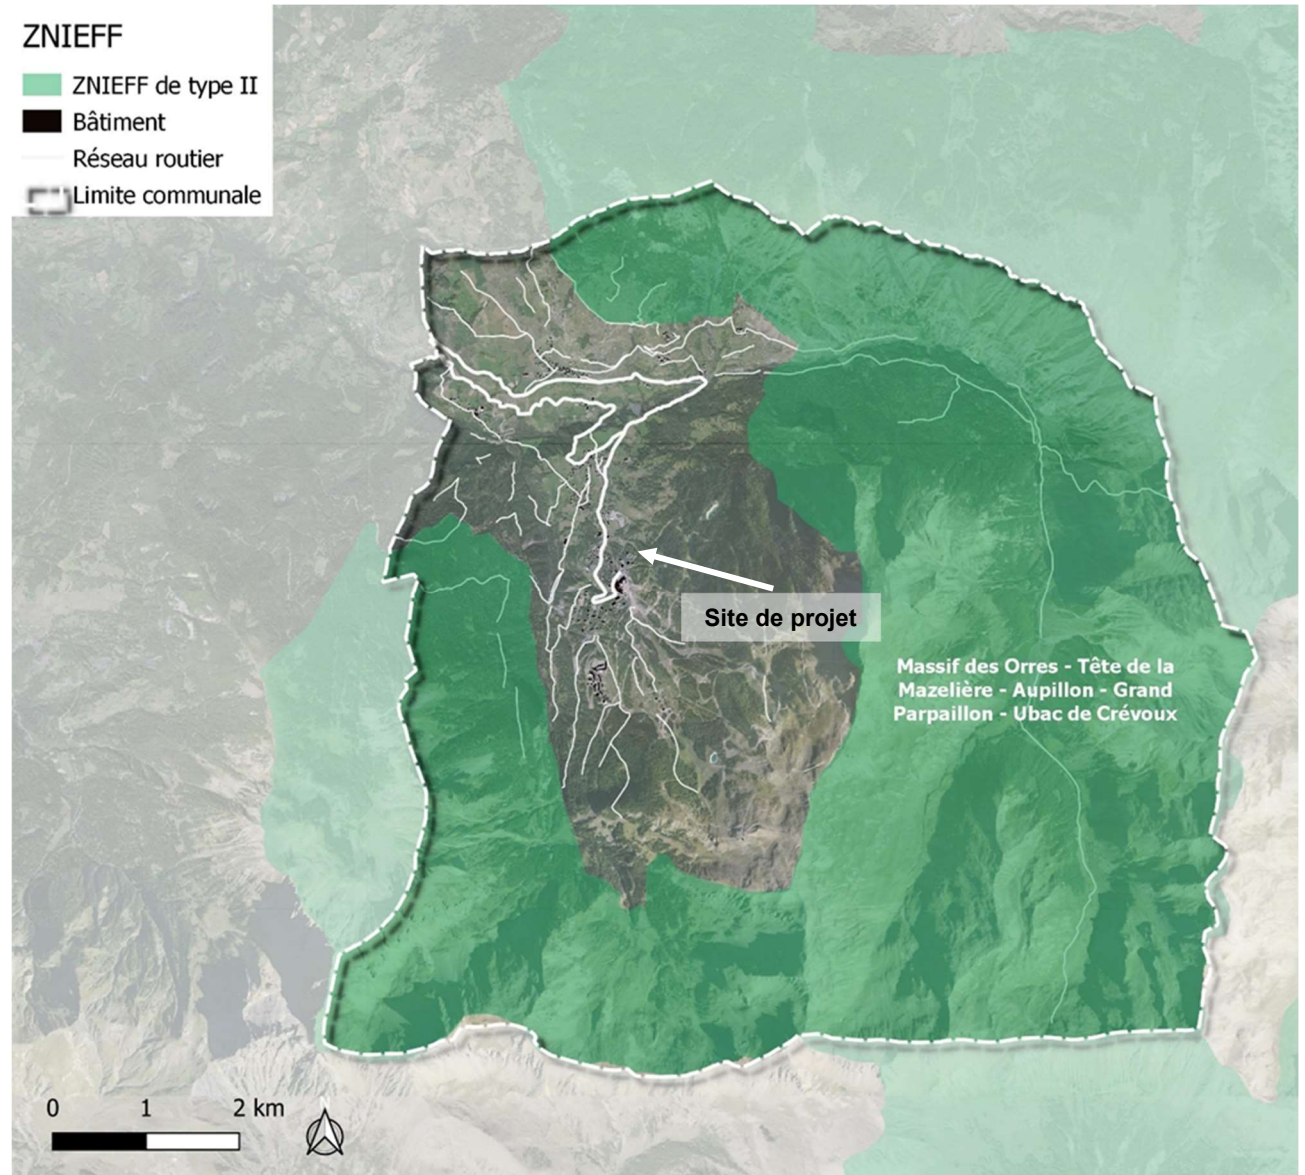 ZNIEFF
ZNIEFF de type II
Bâtiment
Réseau routier
Limite communale
Site de projet
Massif des Orres - Tête de la
Mazelière - Aupillon - Grand
Parpaillon - Ubac de Crévoux
0 1 2 km
N